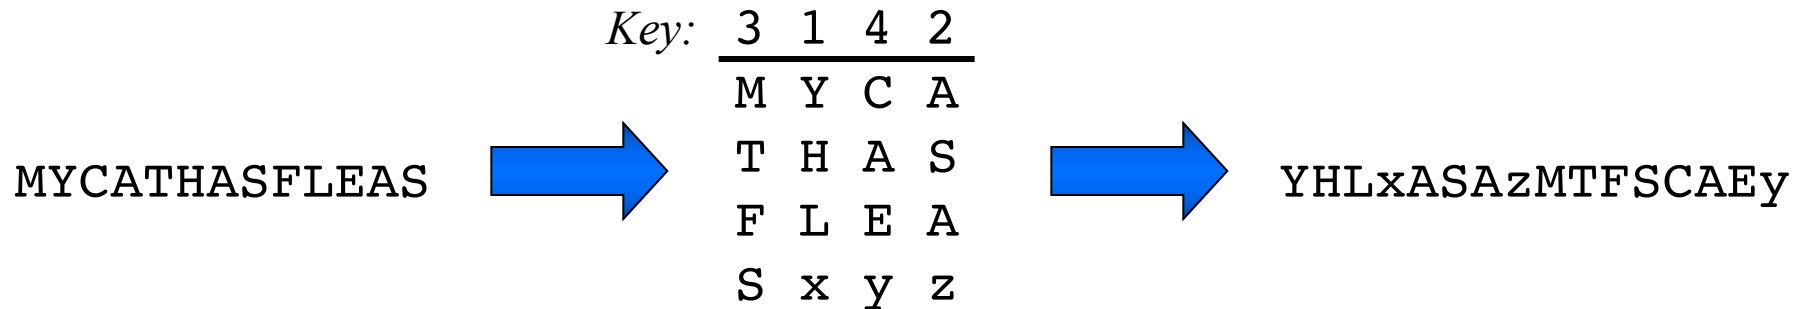 MYCATHASFLEAS
Key: 3 1 4 2
M Y C A
T H A S
F L E A
S x y z
YHLxASAzMTFSCAEy